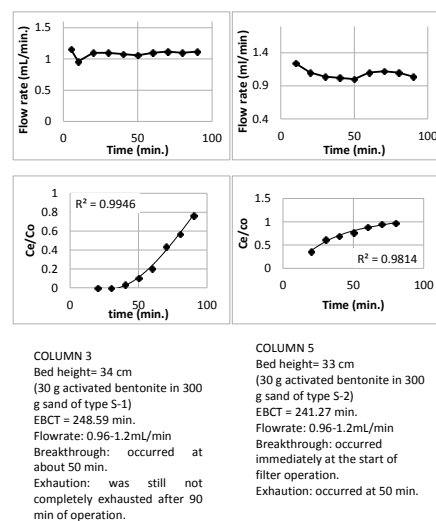 1.5
1
0.5
0
0
50
100
Flow rate (mL/min.)
Time (min.)
1.4
0.9
0.4
0
50
100
Flow rate (mL/min)
Time (min.)
1
0.8
0.6
0.4
0.2
0
0
50
100
R² = 0.9946
Ce/Co
time (min.)
1.5
1
0.5
0
0
50
100
R² = 0.9814
Ce/co
Time (min.)
COLUMN 3
Bed height= 34 cm
(30 g activated bentonite in 300
g sand of type S-1)
EBCT = 248.59 min.
Flowrate: 0.96-1.2mL/min
Breakthrough: occurred at
about 50 min.
Exhaution: was still not
completely exhausted after 90
min of operation.
COLUMN 5
Bed height= 33 cm
(30 g activated bentonite in 300
g sand of type S-2)
EBCT = 241.27 min.
Flowrate: 0.96-1.2mL/min
Breakthrough: occurred
immediately at the start of
filter operation.
Exhaution: occurred at 50 min.